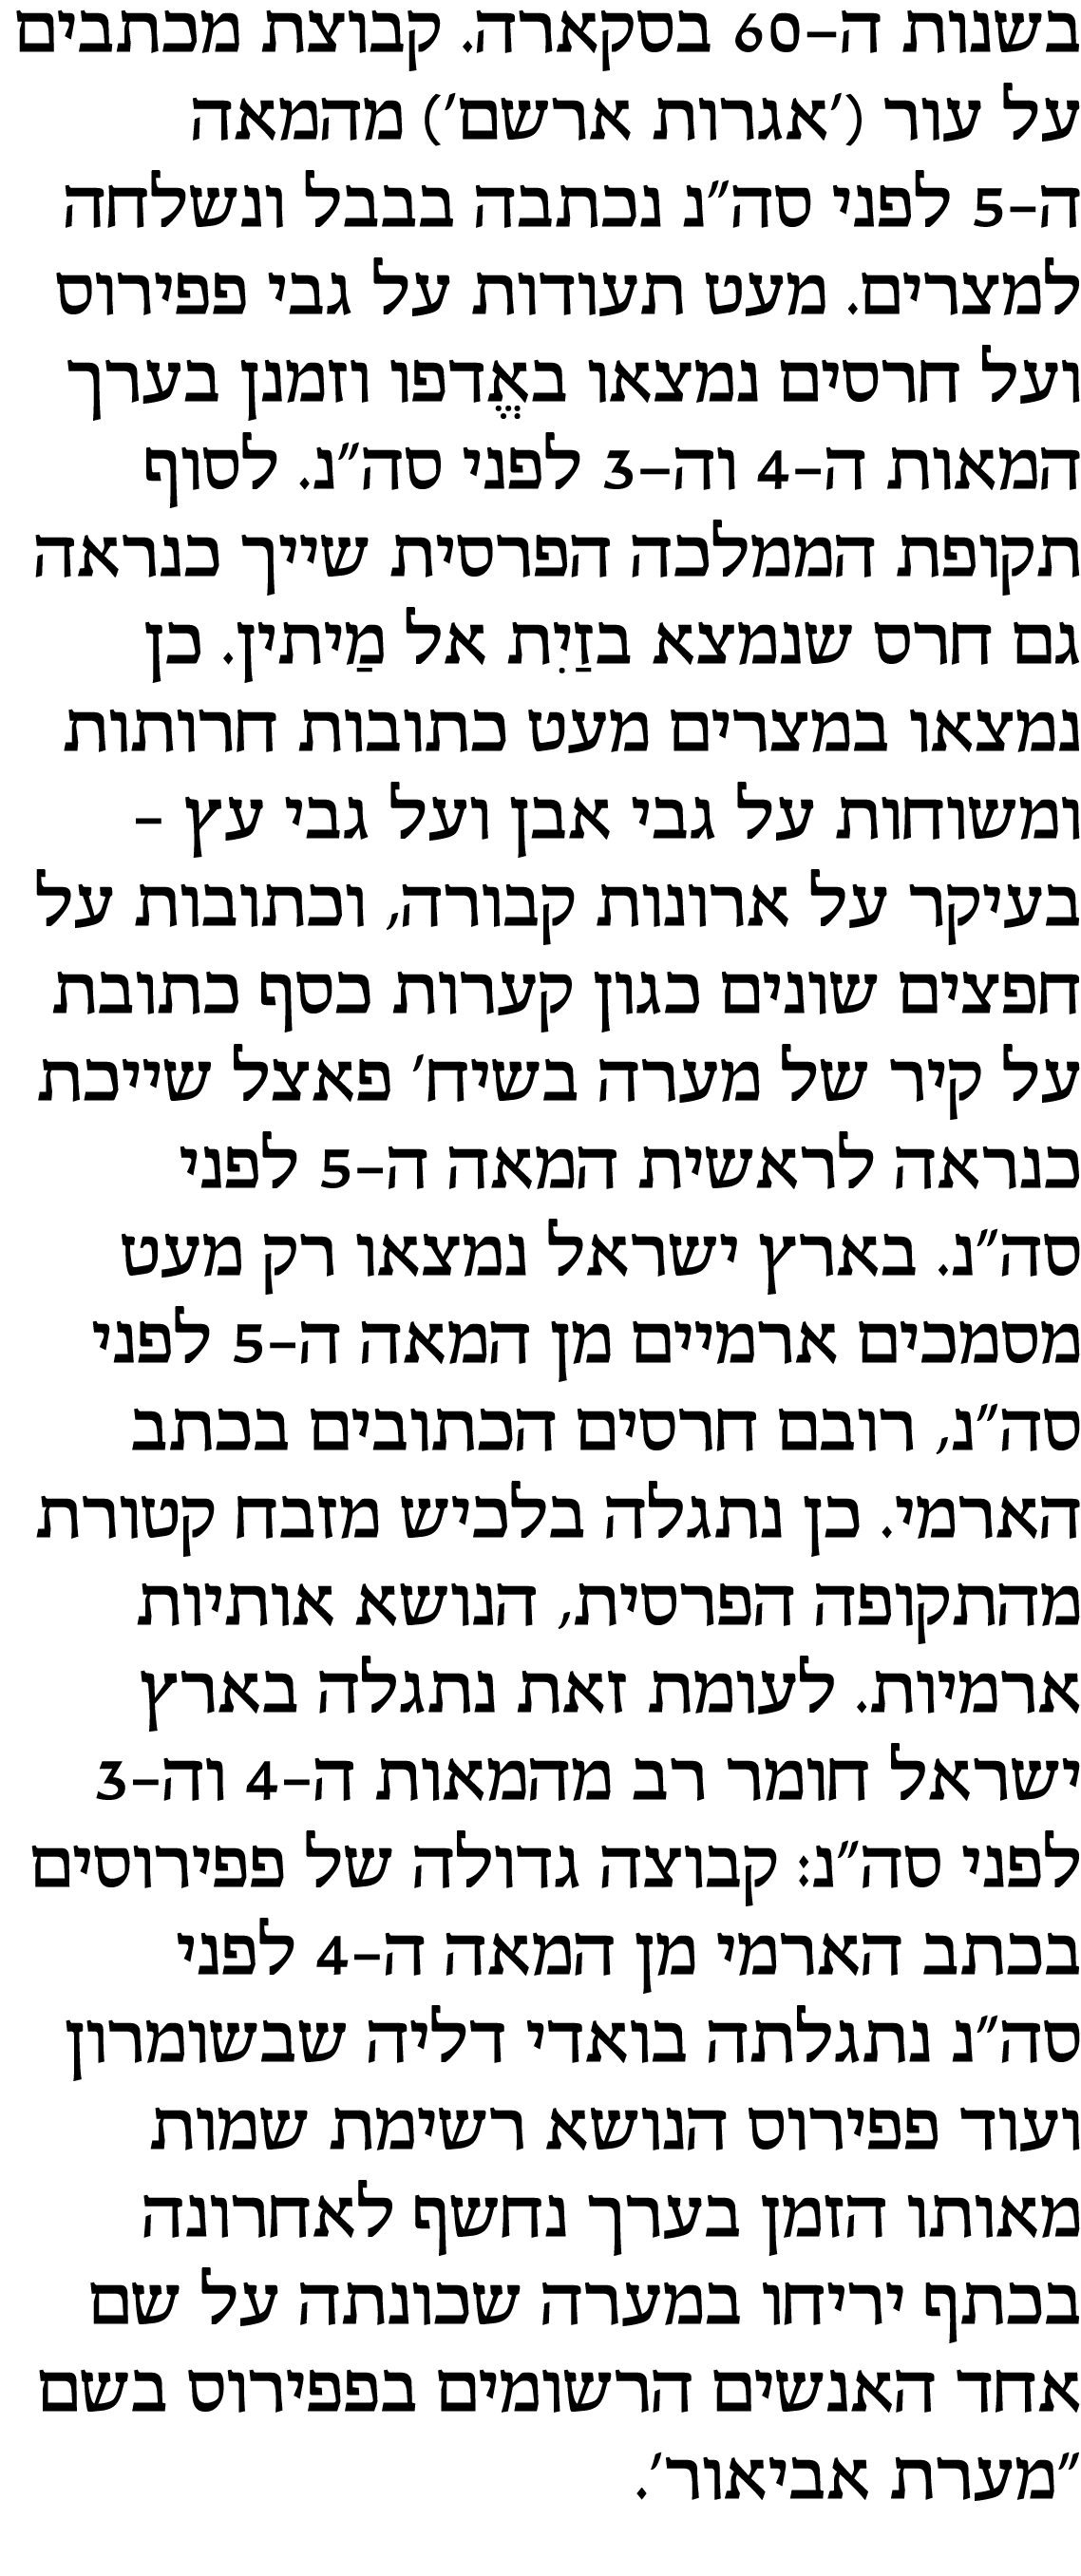 בשנות ה-60 בסקארה. קבוצת מכתבים
על עור ('אגרות ארשם') מהמאה
ה-5 לפני סה"נ נכתבה בבבל ונשלחה
למצרים. מעט תעודות על גבי פפירוס
ועל חרסים נמצאו באֱדפו וזמנן בערך
המאות ה-4 וה-3 לפני סה"נ. לסוף
תקופת הממלכה הפרסית שייך כנראה
גם חרס שנמצא בזַיִת אל מַיתין. כן
נמצאו במצרים מעט כתובות חרותות
ומשוחות על גבי אבן ועל גבי עץ –
בעיקר על ארונות קבורה, וכתובות על
חפצים שונים כגון קערות כסף כתובת
על קיר של מערה בשיח' פאצל שייכת
כנראה לראשית המאה ה-5 לפני
סה"נ. בארץ ישראל נמצאו רק מעט
מסמכים ארמיים מן המאה ה-5 לפני
סה"נ, רובם חרסים הכתובים בכתב
הארמי. כן נתגלה בלכיש מזבח קטורת
מהתקופה הפרסית, הנושא אותיות
ארמיות. לעומת זאת נתגלה בארץ
ישראל חומר רב מהמאות ה-4 וה-3
לפני סה"נ: קבוצה גדולה של פפירוסים
בכתב הארמי מן המאה ה-4 לפני
סה"נ נתגלתה בואדי דליה שבשומרון
ועוד פפירוס הנושא רשימת שמות
מאותו הזמן בערך נחשף לאחרונה
בכתף יריחו במערה שכונתה על שם
אחד האנשים הרשומים בפפירוס בשם
"מערת אביאור'.